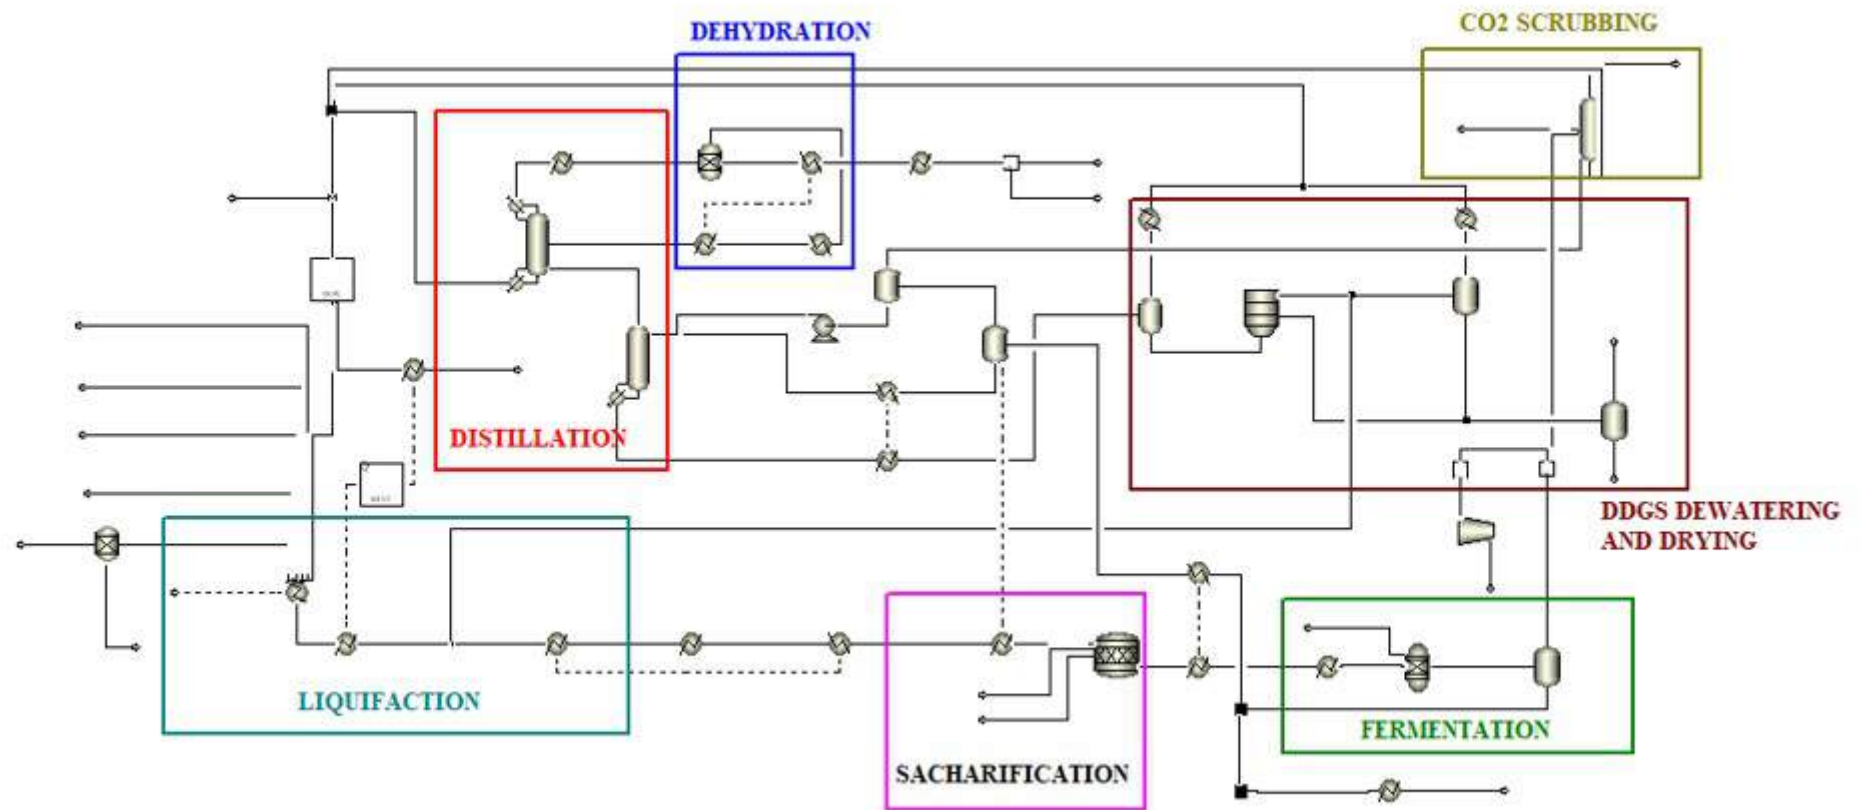 CO2 SCRUBBING
DEHYDRATION
DISTILLATION
DDGS DEWATERING
AND DRYING
LIQUIFACTION
SACHARIFICATION
FERMENTATION